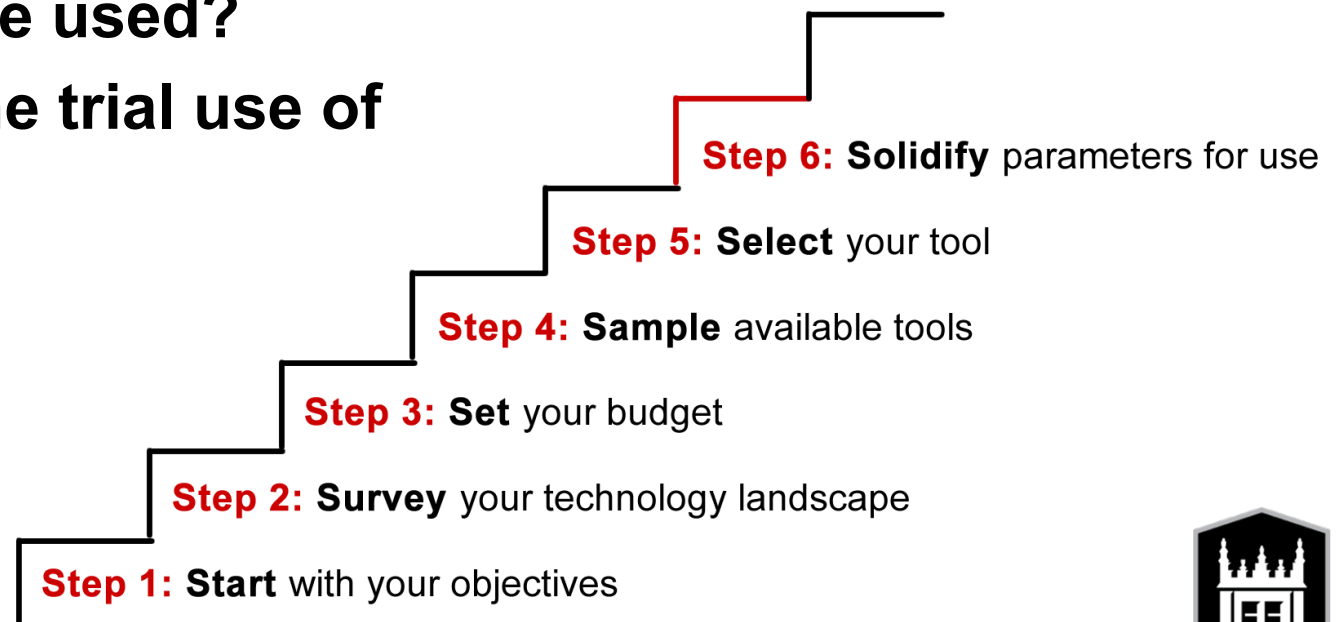 e used?
e trial use of
Step 6: Solidify parameters for use
Step 5: Select your tool
Step 4: Sample available tools
Step 3: Set your budget
Step 2: Survey your technology landscape
Step 1: Start with your objectives